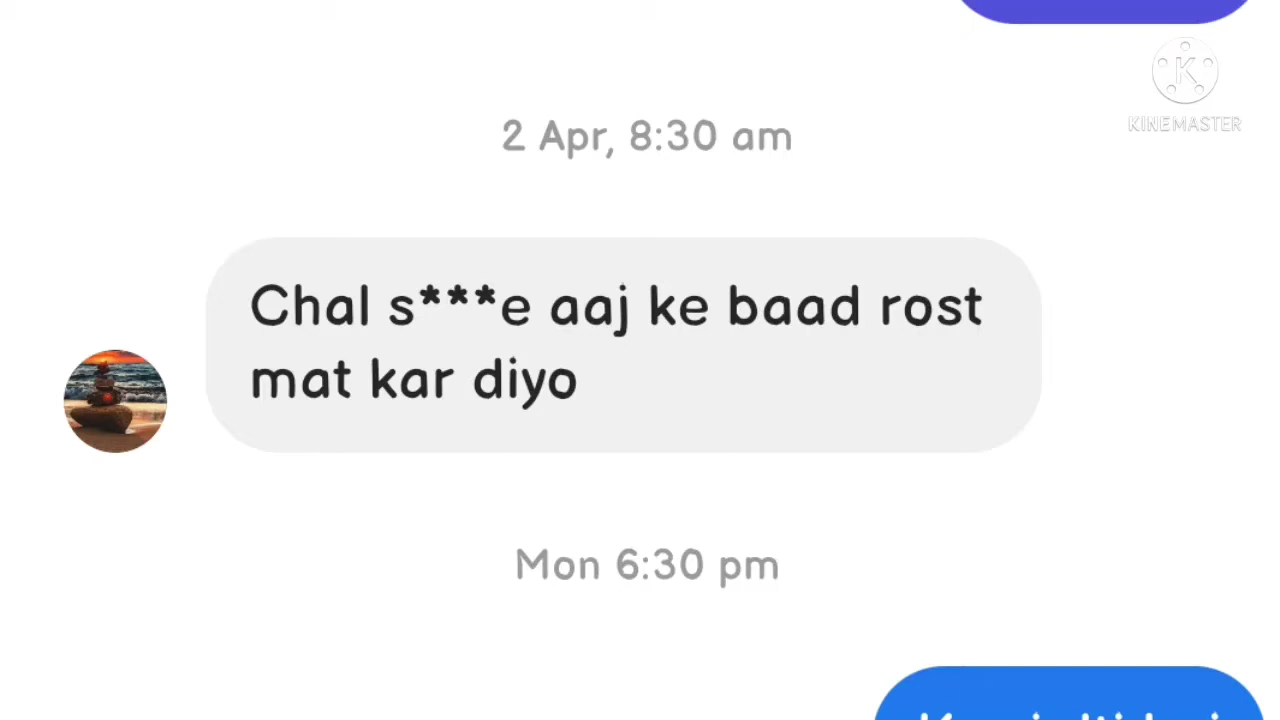 KINEMASTER
2 Apr, 8:30 am
Chal s***e aaj ke baad rost
mat kar diyo
Mon 6:30 pm